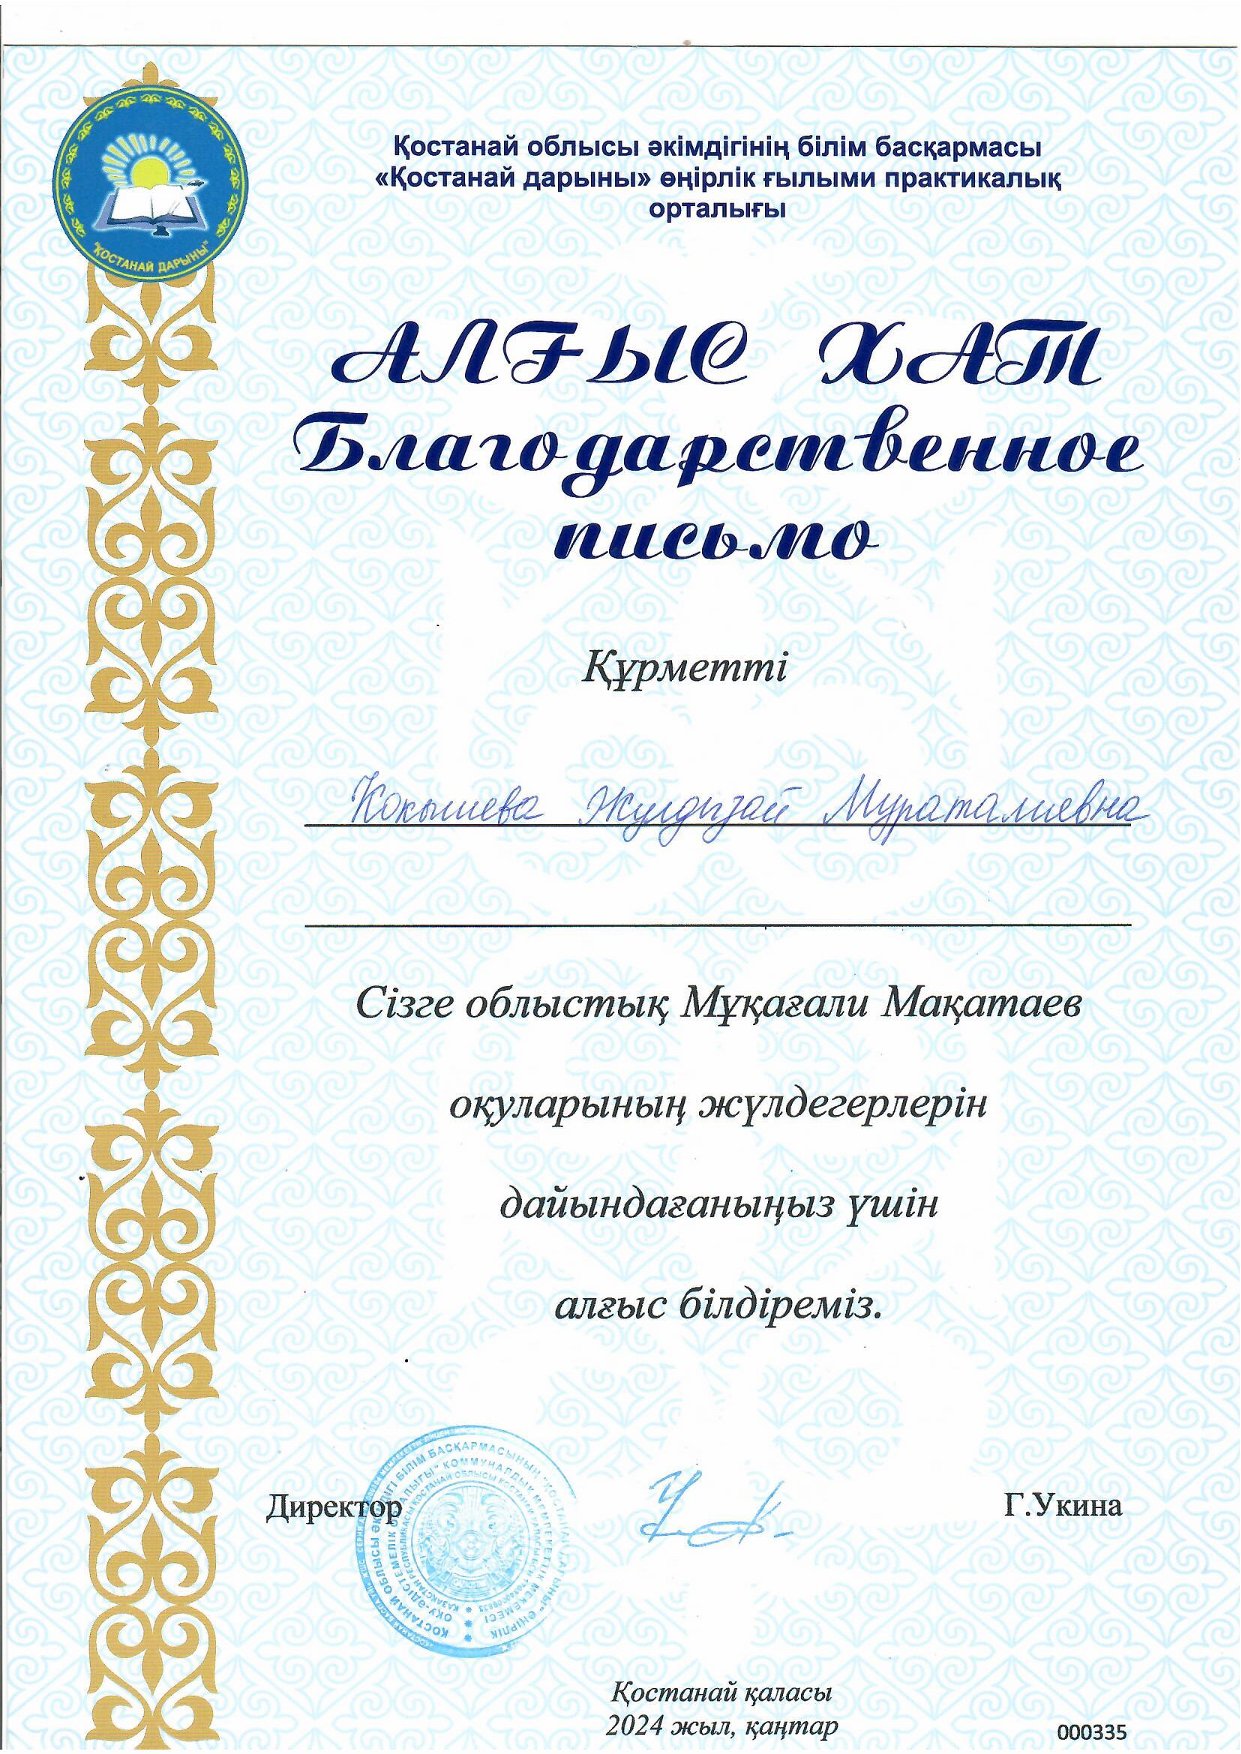 Қостанай облысы әкімдігінің білім басқармасы
«Қостанай дарыны» өңірлік ғылыми практикалық
орталығы
"ҚОСТАНАЙ ДАРЫНЫ"
АЛҒЫС ХАТ
Благодарственное
письмо
Құрметті
Кокышева Жулдызай Мураталиевна
Сізге облыстық Мұқағали Мақатаев
оқуларының жүлдегерлерін
дайындағаныңыз үшін
алғыс білдіреміз.
Директор
Г.Укина
Қостанай қаласы
2024 жыл, қаңтар
000335